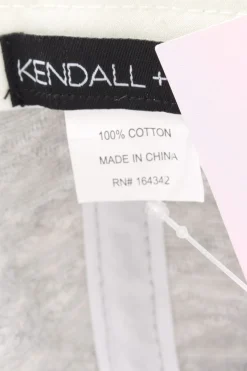 KENDALL +
100% COTTON
MADE IN CHINA
RN# 164342